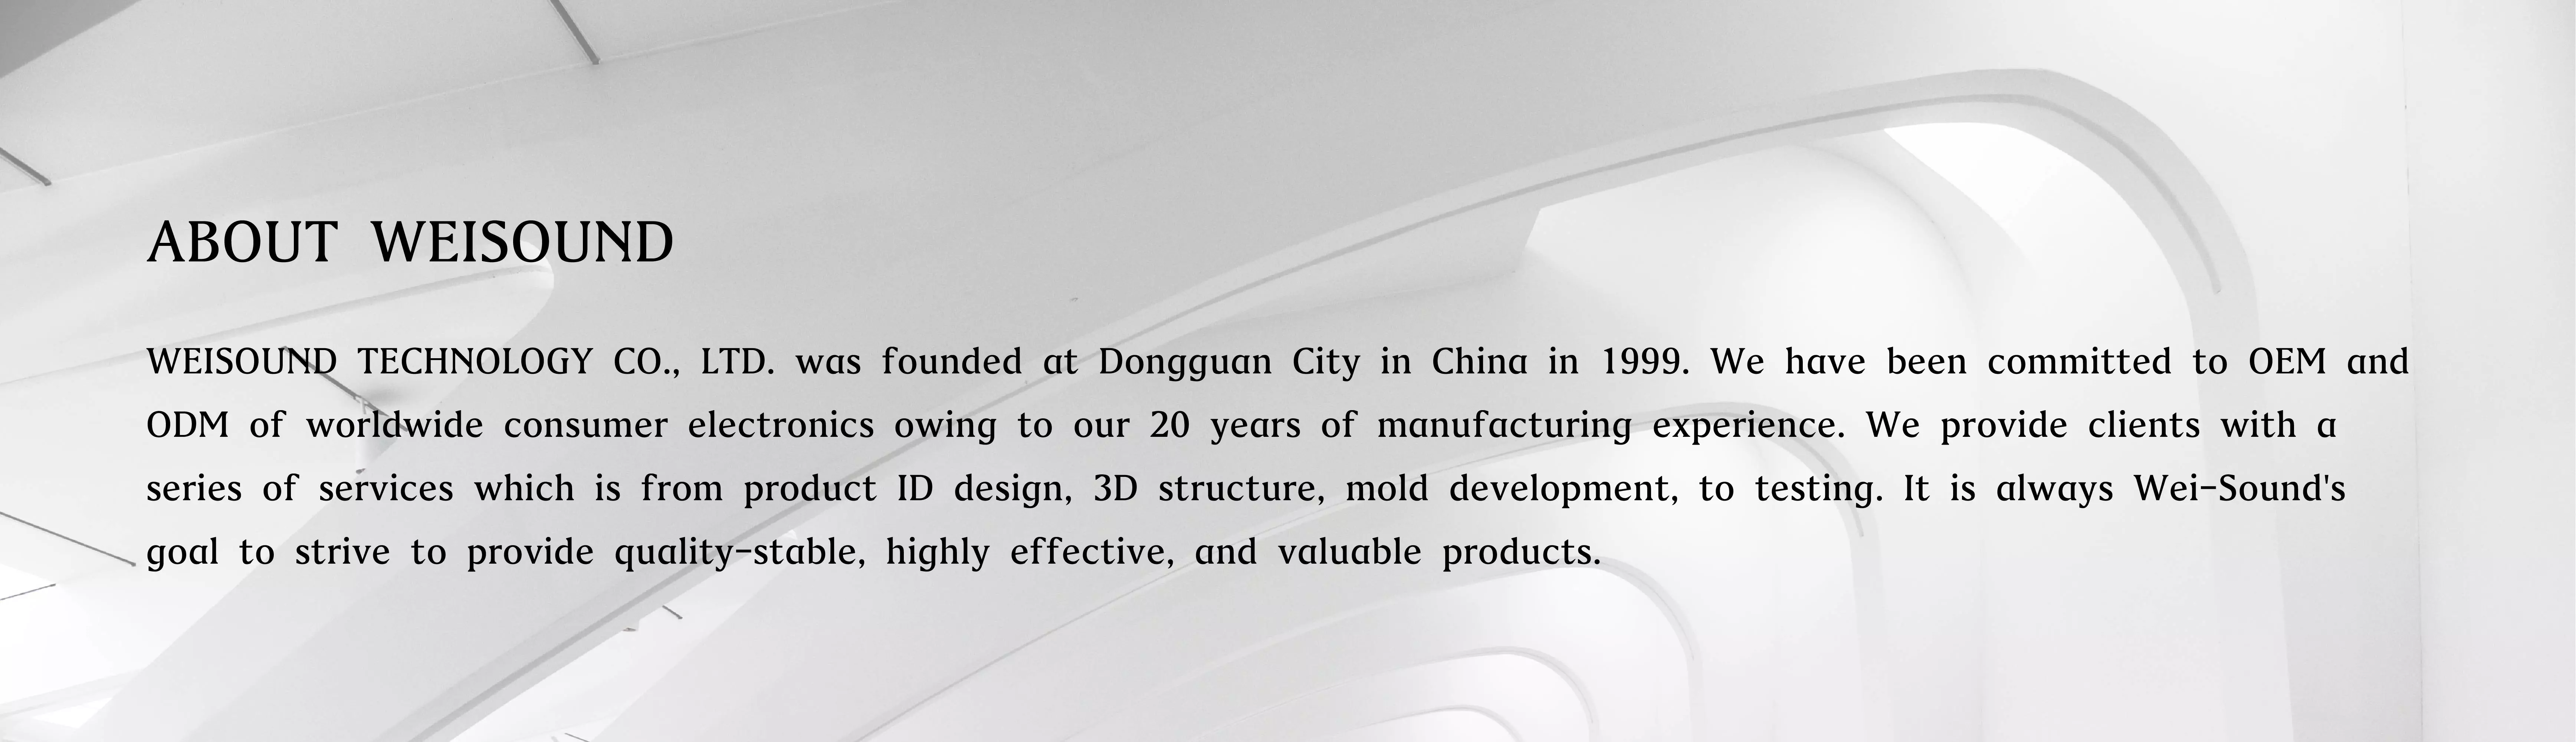 ABOUT WEISOUND
WEISOUND TECHNOLOGY CO., LTD. was founded at Dongguan City in China in 1999. We have been committed to OEM and
ODM of worldwide consumer electronics owing to our 20 years of manufacturing experience. We provide clients with a
series of services which is from product ID design, 3D structure, mold development, to testing. It is always Wei-Sound's
goal to strive to provide quality-stable, highly effective, and valuable products.